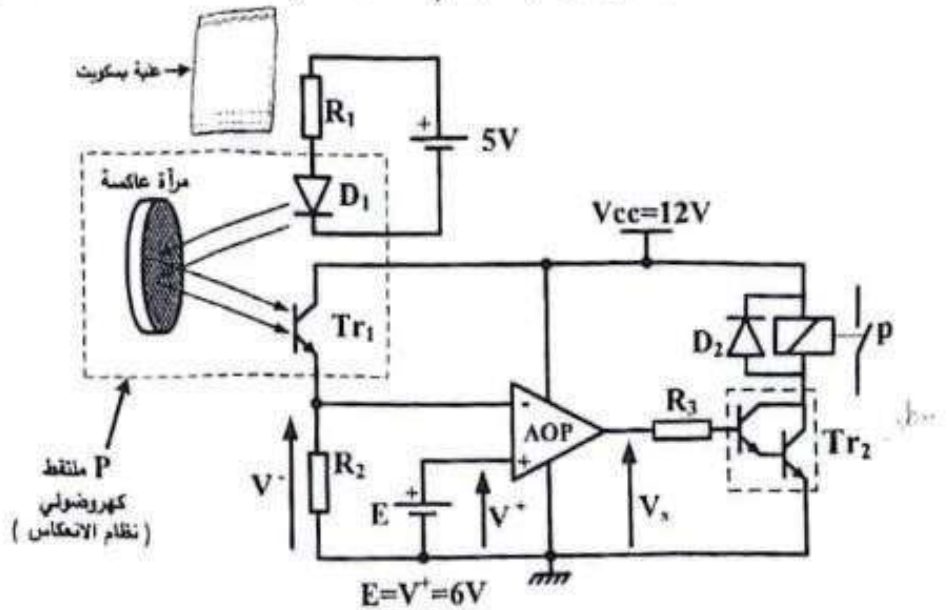 علبة بسكويت
R₁
5V
+
مرآة عاكسة
D₁
Vcc=12V
Tr₁
D₂
p
R₃
-
AOP
+
Tr₂
P ملتقط
كهروضوئي
( نظام الانعكاس )
V⁻
R₂
+
E
V⁺
Vₛ
E=V⁺=6V